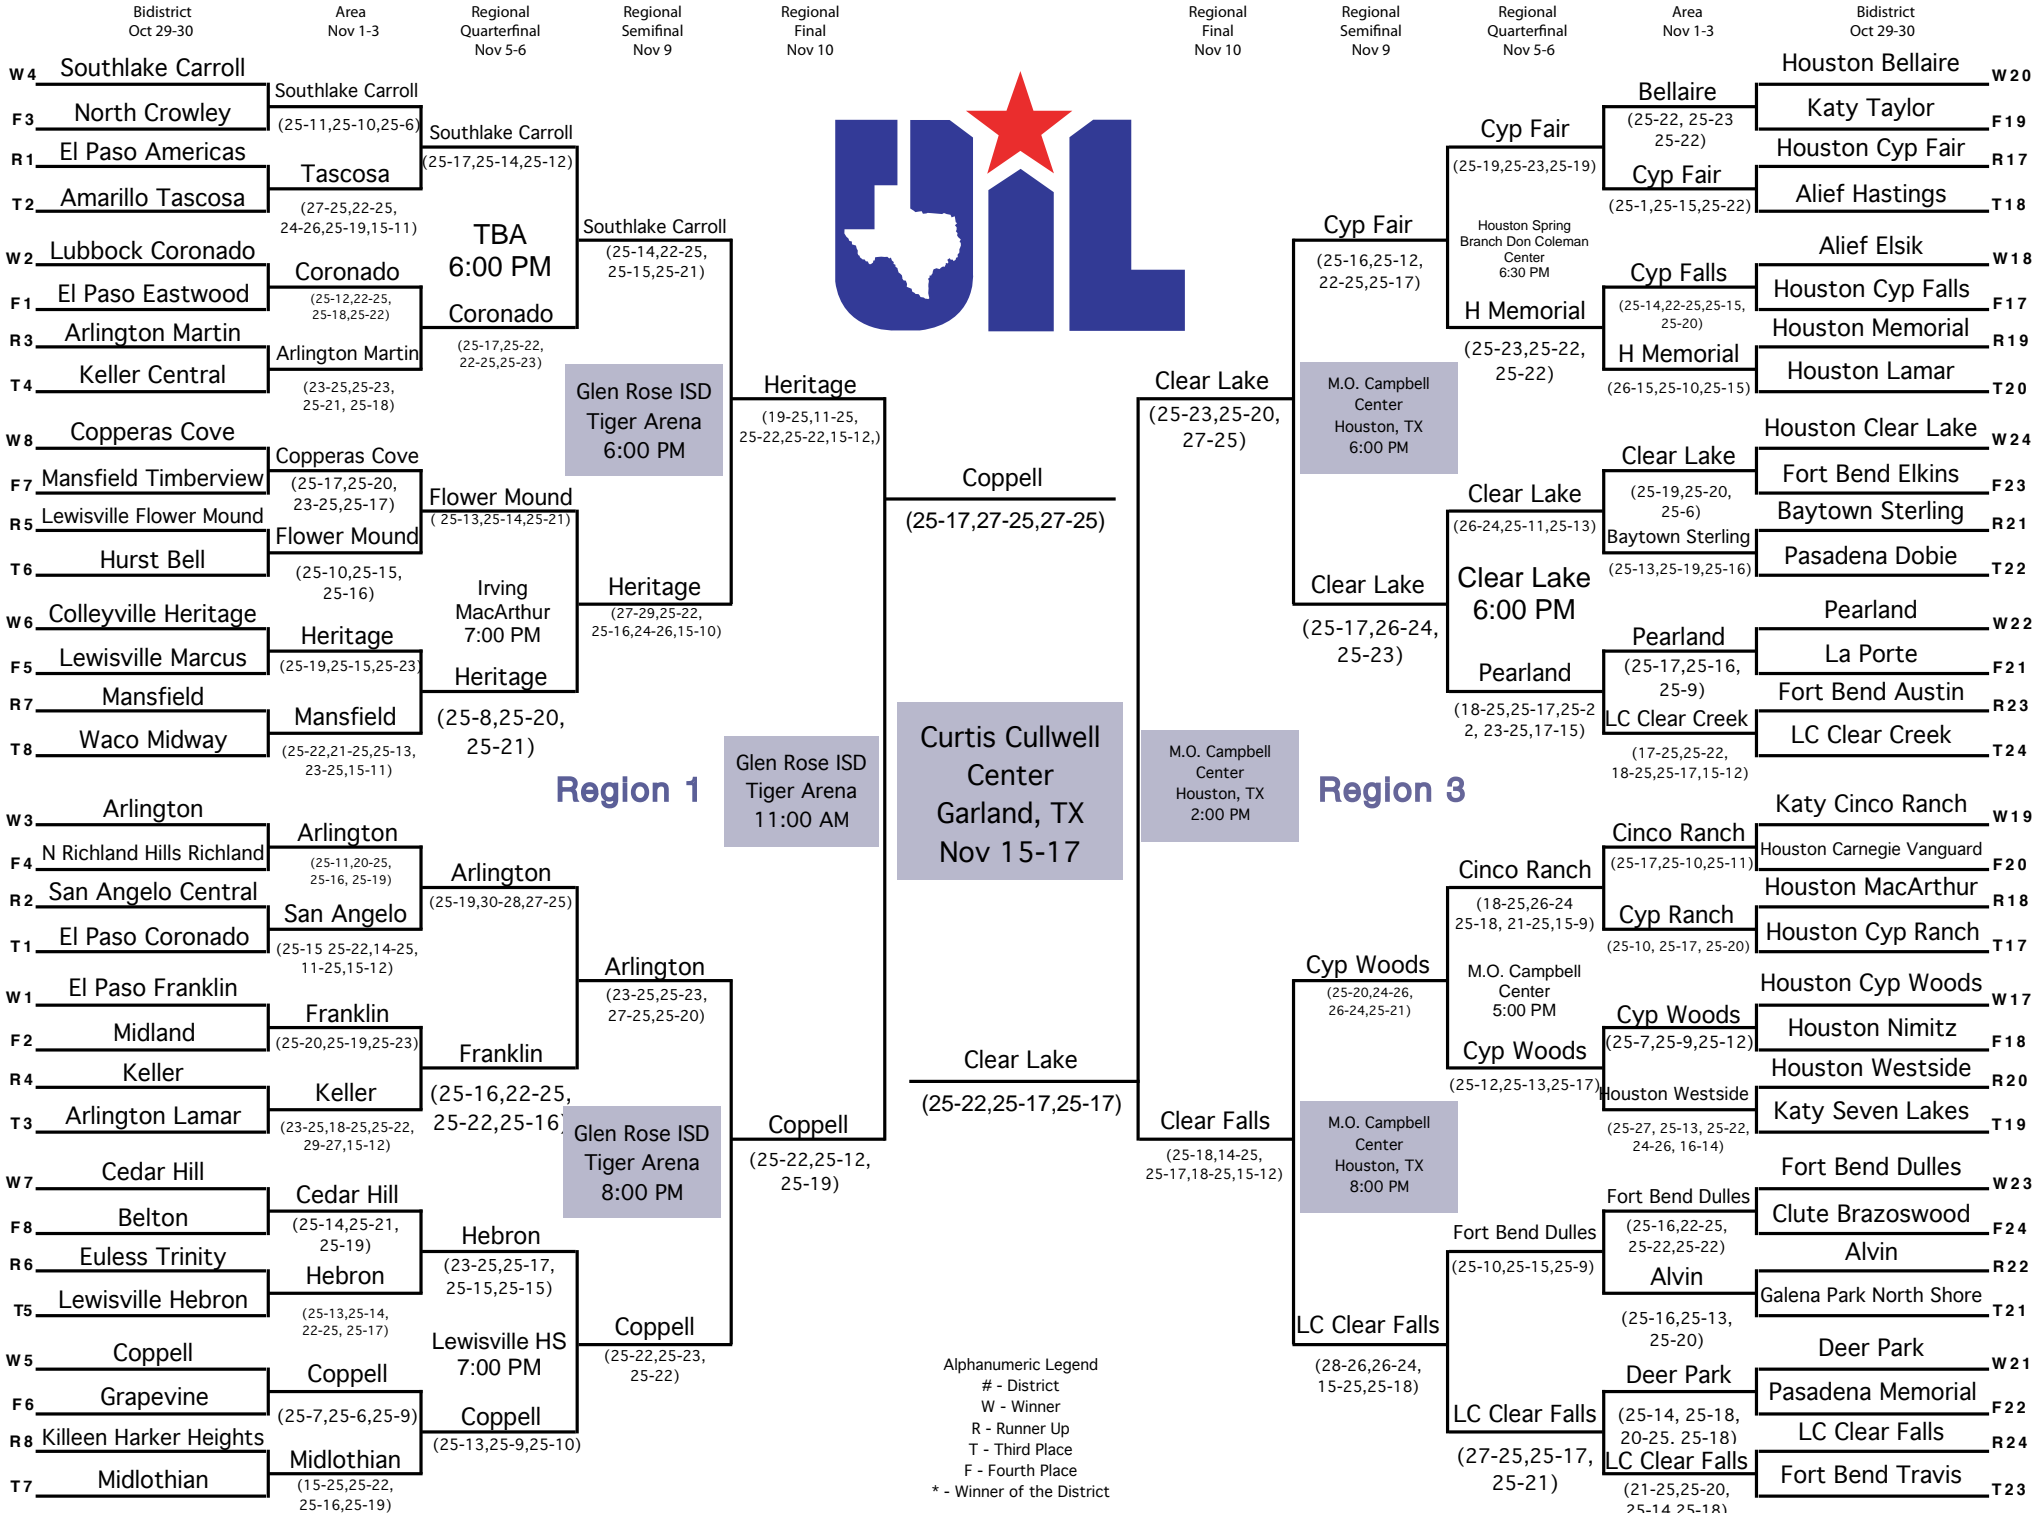 Bidistrict
Oct 29-30
Area
Nov 1-3
Regional
Quarterfinal
Nov 5-6
Regional
Semifinal
Nov 9
Regional
Final
Nov 10
Regional
Final
Nov 10
Regional
Semifinal
Nov 9
Regional
Quarterfinal
Nov 5-6
Area
Nov 1-3
Bidistrict
Oct 29-30
W4 Southlake Carroll
F3 North Crowley
R1 El Paso Americas
T2 Amarillo Tascosa
W2 Lubbock Coronado
F1 El Paso Eastwood
R3 Arlington Martin
T4 Keller Central
W8 Copperas Cove
F7 Mansfield Timberview
R5 Lewisville Flower Mound
T6 Hurst Bell
W6 Colleyville Heritage
F5 Lewisville Marcus
R7 Mansfield
T8 Waco Midway
W3 Arlington
F4 N Richland Hills Richland
R2 San Angelo Central
T1 El Paso Coronado
W1 El Paso Franklin
F2 Midland
R4 Keller
T3 Arlington Lamar
W7 Cedar Hill
F8 Belton
R6 Euless Trinity
T5 Lewisville Hebron
W5 Coppell
F6 Grapevine
R8 Killeen Harker Heights
T7 Midlothian
Southlake Carroll
(25-11,25-10,25-6)
Tascosa
(27-25,22-25,
24-26,25-19,15-11)
Coronado
(25-12,22-25,
25-18,25-22)
Arlington Martin
(23-25,25-23,
25-21, 25-18)
Copperas Cove
(25-17,25-20,
23-25,25-17)
Flower Mound
(25-10,25-15,
25-16)
Heritage
(25-19,25-15,25-23)
Mansfield
(25-22,21-25,25-13,
23-25,15-11)
Arlington
(25-11,20-25,
25-16, 25-19)
San Angelo
(25-15 25-22,14-25,
11-25,15-12)
Franklin
(25-20,25-19,25-23)
Keller
(23-25,18-25,25-22,
29-27,15-12)
Cedar Hill
(25-14,25-21,
25-19)
Hebron
(25-13,25-14,
22-25, 25-17)
Coppell
(25-7,25-6,25-9)
Midlothian
(15-25,25-22,
25-16,25-19)
Southlake Carroll
(25-17,25-14,25-12)
TBA
6:00 PM
Coronado
(25-17,25-22,
22-25,25-23)
Flower Mound
( 25-13,25-14,25-21)
Irving
MacArthur
7:00 PM
Heritage
(25-8,25-20,
25-21)
Arlington
(25-19,30-28,27-25)
Franklin
(25-16,22-25,
25-22,25-16)
Hebron
(23-25,25-17,
25-15,25-15)
Lewisville HS
7:00 PM
Coppell
(25-13,25-9,25-10)
Southlake Carroll
(25-14,22-25,
25-15,25-21)
Glen Rose ISD
Tiger Arena
6:00 PM
Heritage
(27-29,25-22,
25-16,24-26,15-10)
Region 1
Arlington
(23-25,25-23,
27-25,25-20)
Glen Rose ISD
Tiger Arena
8:00 PM
Coppell
(25-22,25-23,
25-22)
Heritage
(19-25,11-25,
25-22,25-22,15-12,)
Glen Rose ISD
Tiger Arena
11:00 AM
Coppell
(25-22,25-12,
25-19)
UIL
Coppell
(25-17,27-25,27-25)
Curtis Cullwell
Center
Garland, TX
Nov 15-17
Clear Lake
(25-22,25-17,25-17)
Alphanumeric Legend
# - District
W - Winner
R - Runner Up
T - Third Place
F - Fourth Place
* - Winner of the District
Clear Lake
(25-23,25-20,
27-25)
M.O. Campbell
Center
Houston, TX
2:00 PM
Clear Falls
(25-18,14-25,
25-17,18-25,15-12)
Cyp Fair
(25-16,25-12,
22-25,25-17)
M.O. Campbell
Center
Houston, TX
6:00 PM
Clear Lake
(25-17,26-24,
25-23)
Region 3
Cyp Woods
(25-20,24-26,
26-24,25-21)
M.O. Campbell
Center
Houston, TX
8:00 PM
LC Clear Falls
(28-26,26-24,
15-25,25-18)
Cyp Fair
(25-19,25-23,25-19)
Houston Spring
Branch Don Coleman
Center
6:30 PM
H Memorial
(25-23,25-22,
25-22)
Clear Lake
(26-24,25-11,25-13)
Clear Lake
6:00 PM
Pearland
(18-25,25-17,25-2
2, 23-25,17-15)
Cinco Ranch
(18-25,26-24
25-18, 21-25,15-9)
M.O. Campbell
Center
5:00 PM
Cyp Woods
(25-12,25-13,25-17)
Fort Bend Dulles
(25-10,25-15,25-9)
LC Clear Falls
(27-25,25-17,
25-21)
Bellaire
(25-22, 25-23
25-22)
Cyp Fair
(25-1,25-15,25-22)
Cyp Falls
(25-14,22-25,25-15,
25-20)
H Memorial
(26-15,25-10,25-15)
Clear Lake
(25-19,25-20,
25-6)
Baytown Sterling
(25-13,25-19,25-16)
Pearland
(25-17,25-16,
25-9)
LC Clear Creek
(17-25,25-22,
18-25,25-17,15-12)
Cinco Ranch
(25-17,25-10,25-11)
Cyp Ranch
(25-10, 25-17, 25-20)
Cyp Woods
(25-7,25-9,25-12)
Houston Westside
(25-27, 25-13, 25-22,
24-26, 16-14)
Fort Bend Dulles
(25-16,22-25,
25-22,25-22)
Alvin
(25-16,25-13,
25-20)
Deer Park
(25-14, 25-18,
20-25. 25-18)
LC Clear Falls
(21-25,25-20,
25-14,25-18)
Houston Bellaire W20
Katy Taylor F19
Houston Cyp Fair R17
Alief Hastings T18
Alief Elsik W18
Houston Cyp Falls F17
Houston Memorial R19
Houston Lamar T20
Houston Clear Lake W24
Fort Bend Elkins F23
Baytown Sterling R21
Pasadena Dobie T22
Pearland W22
La Porte F21
Fort Bend Austin R23
LC Clear Creek T24
Katy Cinco Ranch W19
Houston Carnegie Vanguard F20
Houston MacArthur R18
Houston Cyp Ranch T17
Houston Cyp Woods W17
Houston Nimitz F18
Houston Westside R20
Katy Seven Lakes T19
Fort Bend Dulles W23
Clute Brazoswood F24
Alvin R22
Galena Park North Shore T21
Deer Park W21
Pasadena Memorial F22
LC Clear Falls R24
Fort Bend Travis T23